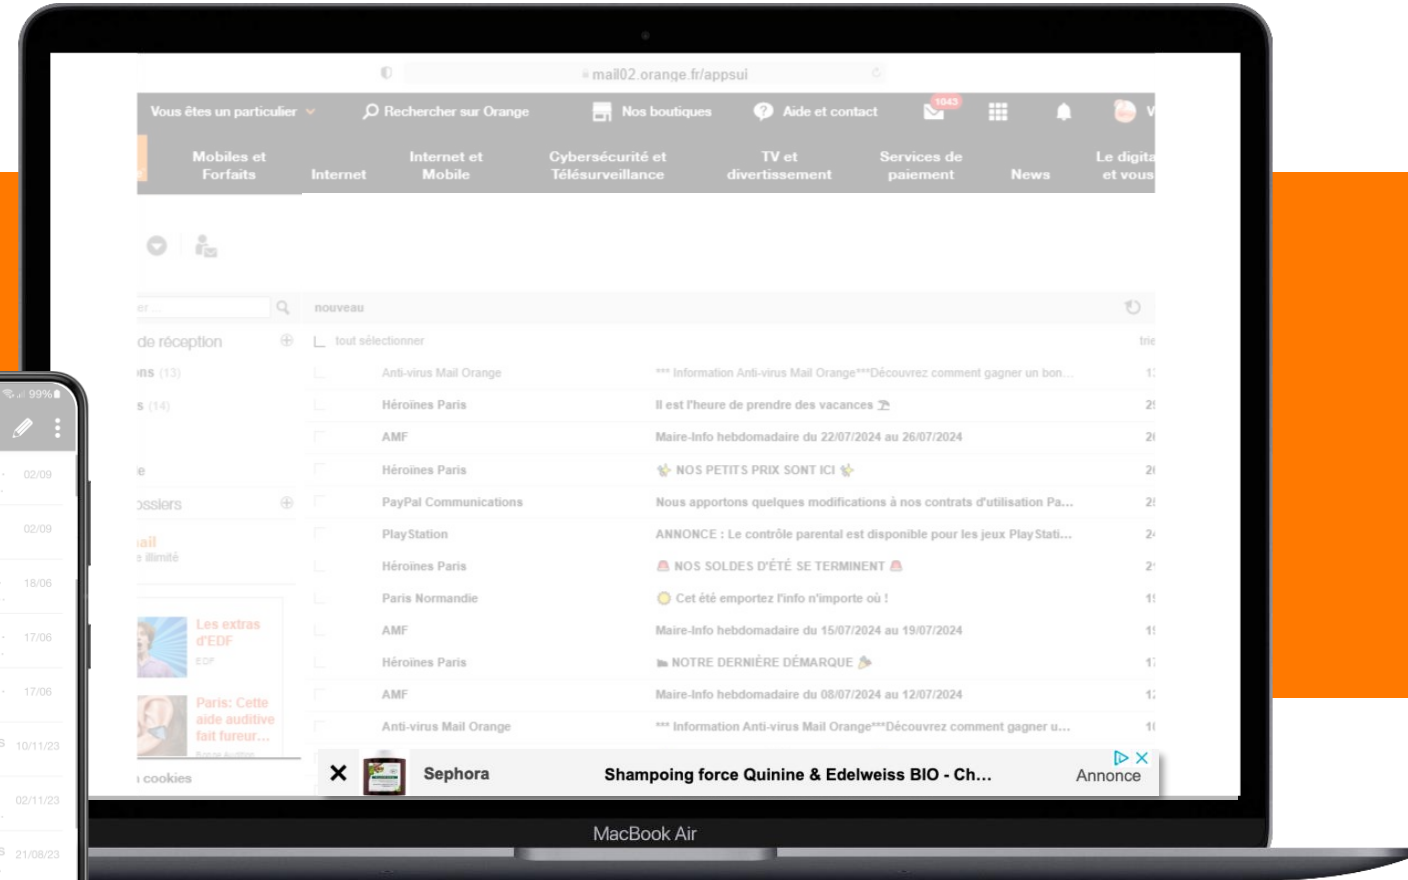 mail02.orange.fr/appsui
Vous êtes un particulier
Rechercher sur Orange
Nos boutiques
Aide et contact
1043
V
Mobiles et
Forfaits
Internet
Internet et
Mobile
Cybersécurité et
Télésurveillance
TV et
divertissement
Services de
paiement
News
Le digita
et vous
er ...
nouveau
de réception
tout sélectionner
trie
ns (13)
Anti-virus Mail Orange *** Information Anti-virus Mail Orange***Découvrez comment gagner un bon...
s (14)
Héroïnes Paris Il est l'heure de prendre des vacances
AMF Maire-Info hebdomadaire du 22/07/2024 au 26/07/2024
e
Héroïnes Paris NOS PETITS PRIX SONT ICI
ossiers
PayPal Communications Nous apportons quelques modifications à nos contrats d'utilisation Pa...
ail
e illimité
PlayStation ANNONCE : Le contrôle parental est disponible pour les jeux PlayStati...
Héroïnes Paris NOS SOLDES D'ÉTÉ SE TERMINENT
Paris Normandie Cet été emportez l'info n'importe où !
Les extras
d'EDF
EDF
AMF Maire-Info hebdomadaire du 15/07/2024 au 19/07/2024
Héroïnes Paris NOTRE DERNIÈRE DÉMARQUE
AMF Maire-Info hebdomadaire du 08/07/2024 au 12/07/2024
Paris: Cette
aide auditive
fait fureur...
Anti-virus Mail Orange *** Information Anti-virus Mail Orange***Découvrez comment gagner u...
cookies
Sephora
Shampoing force Quinine & Edelweiss BIO - Ch...
Annonce
MacBook Air
99%
02/09
02/09
18/06
17/06
17/06
10/11/23
02/11/23
21/08/23